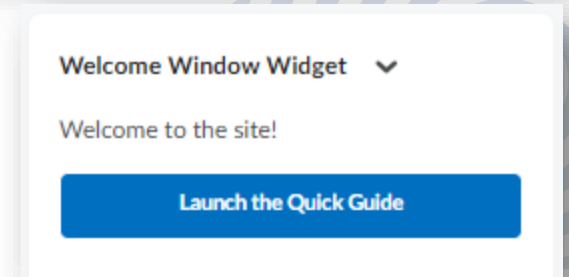 Welcome Window Widget
Welcome to the site!
Launch the Quick Guide